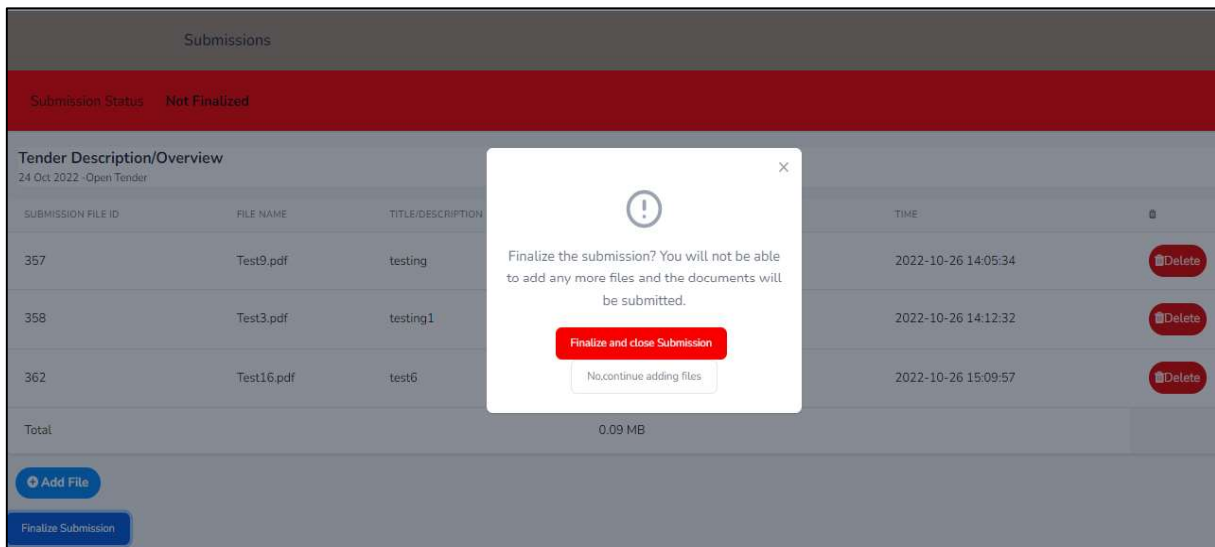 Submissions
Submission Status Not Finalized
Tender Description/Overview
24 Oct 2022 -Open Tender
SUBMISSION FILE ID FILE NAME TITLE/DESCRIPTION TIME
357 Test9.pdf testing 2022-10-26 14:05:34 Delete
358 Test3.pdf testing1 2022-10-26 14:12:32 Delete
362 Test16.pdf test6 2022-10-26 15:09:57 Delete
Total 0.09 MB
Add File
Finalize Submission
Finalize the submission? You will not be able
to add any more files and the documents will
be submitted.
Finalize and close Submission
No,continue adding files